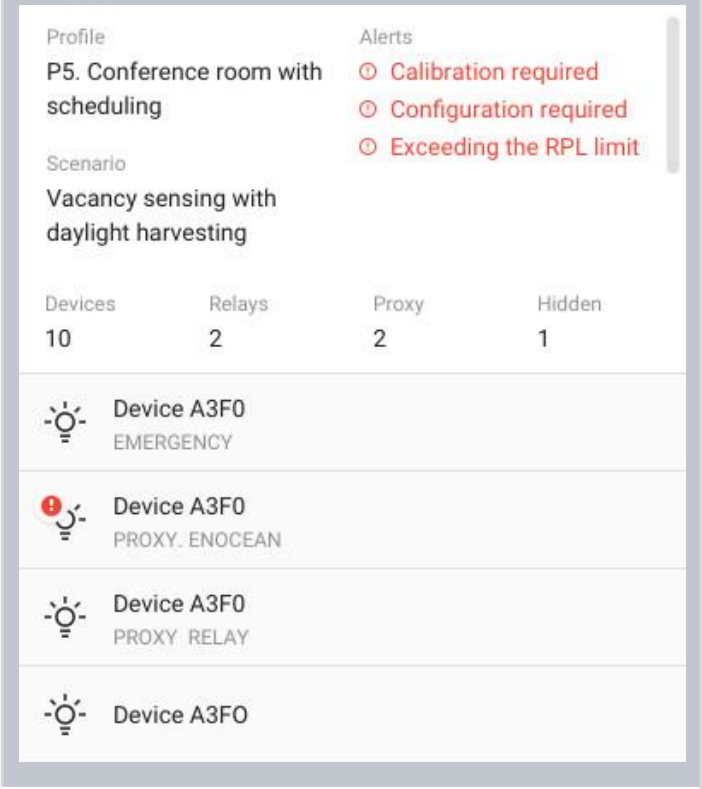 Profile
P5. Conference room with
scheduling
Scenario
Vacancy sensing with
daylight harvesting
Alerts
Calibration required
Configuration required
Exceeding the RPL limit
Devices
10
Relays
2
Proxy
2
Hidden
1
Device A3F0
EMERGENCY
Device A3F0
PROXY. ENOCEAN
Device A3F0
PROXY RELAY
Device A3FO